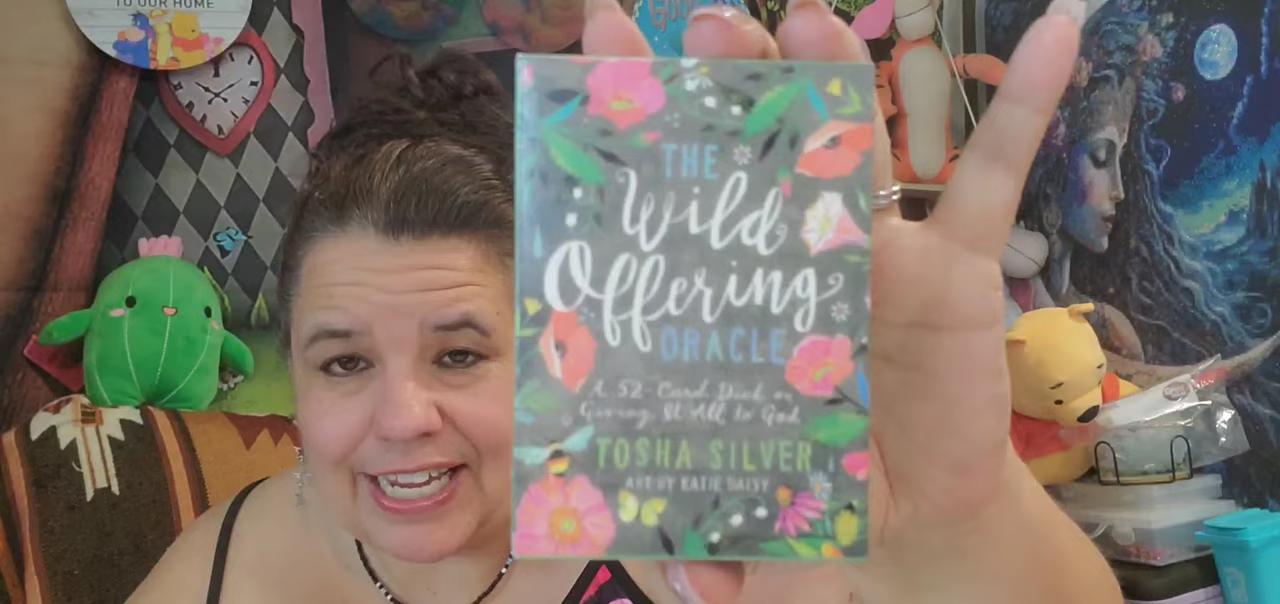 TO OUR HOME
THE
Wild
Offering
ORACLE
A 52-Card Deck on
Giving It All to God
TOSHA SILVER
ART BY KATIE DAISY